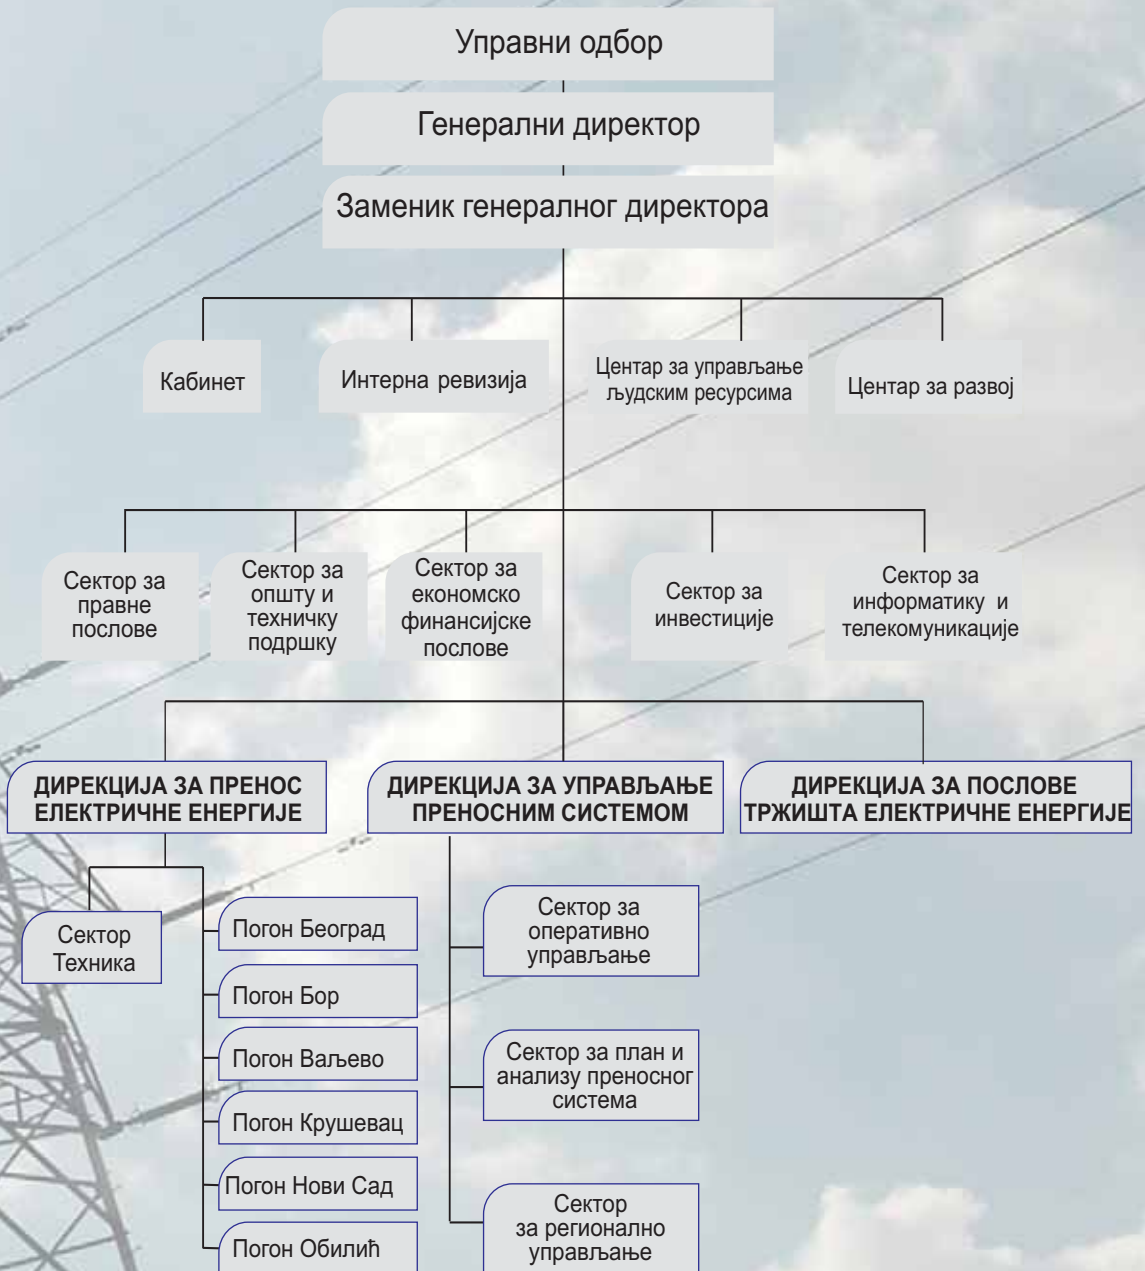 Управни одбор
Генерални директор
Заменик генералног директора
Кабинет
Интерна ревизија
Центар за управљање
људским ресурсима
Центар за развој
Сектор за
правне
послове
Сектор за
општу и
техничку
подршку
Сектор за
економско
финансијске
послове
Сектор за
инвестиције
Сектор за
информатику и
телекомуникације
ДИРЕКЦИЈА ЗА ПРЕНОС
ЕЛЕКТРИЧНЕ ЕНЕРГИЈЕ
ДИРЕКЦИЈА ЗА УПРАВЉАЊЕ
ПРЕНОСНИМ СИСТЕМОМ
ДИРЕКЦИЈА ЗА ПОСЛОВЕ
ТРЖИШТА ЕЛЕКТРИЧНЕ ЕНЕРГИЈЕ
Сектор
Техника
Погон Београд
Погон Бор
Погон Ваљево
Погон Крушевац
Погон Нови Сад
Погон Обилић
Сектор за
оперативно
управљање
Сектор за план и
анализу преносног
система
Сектор
за регионално
управљање